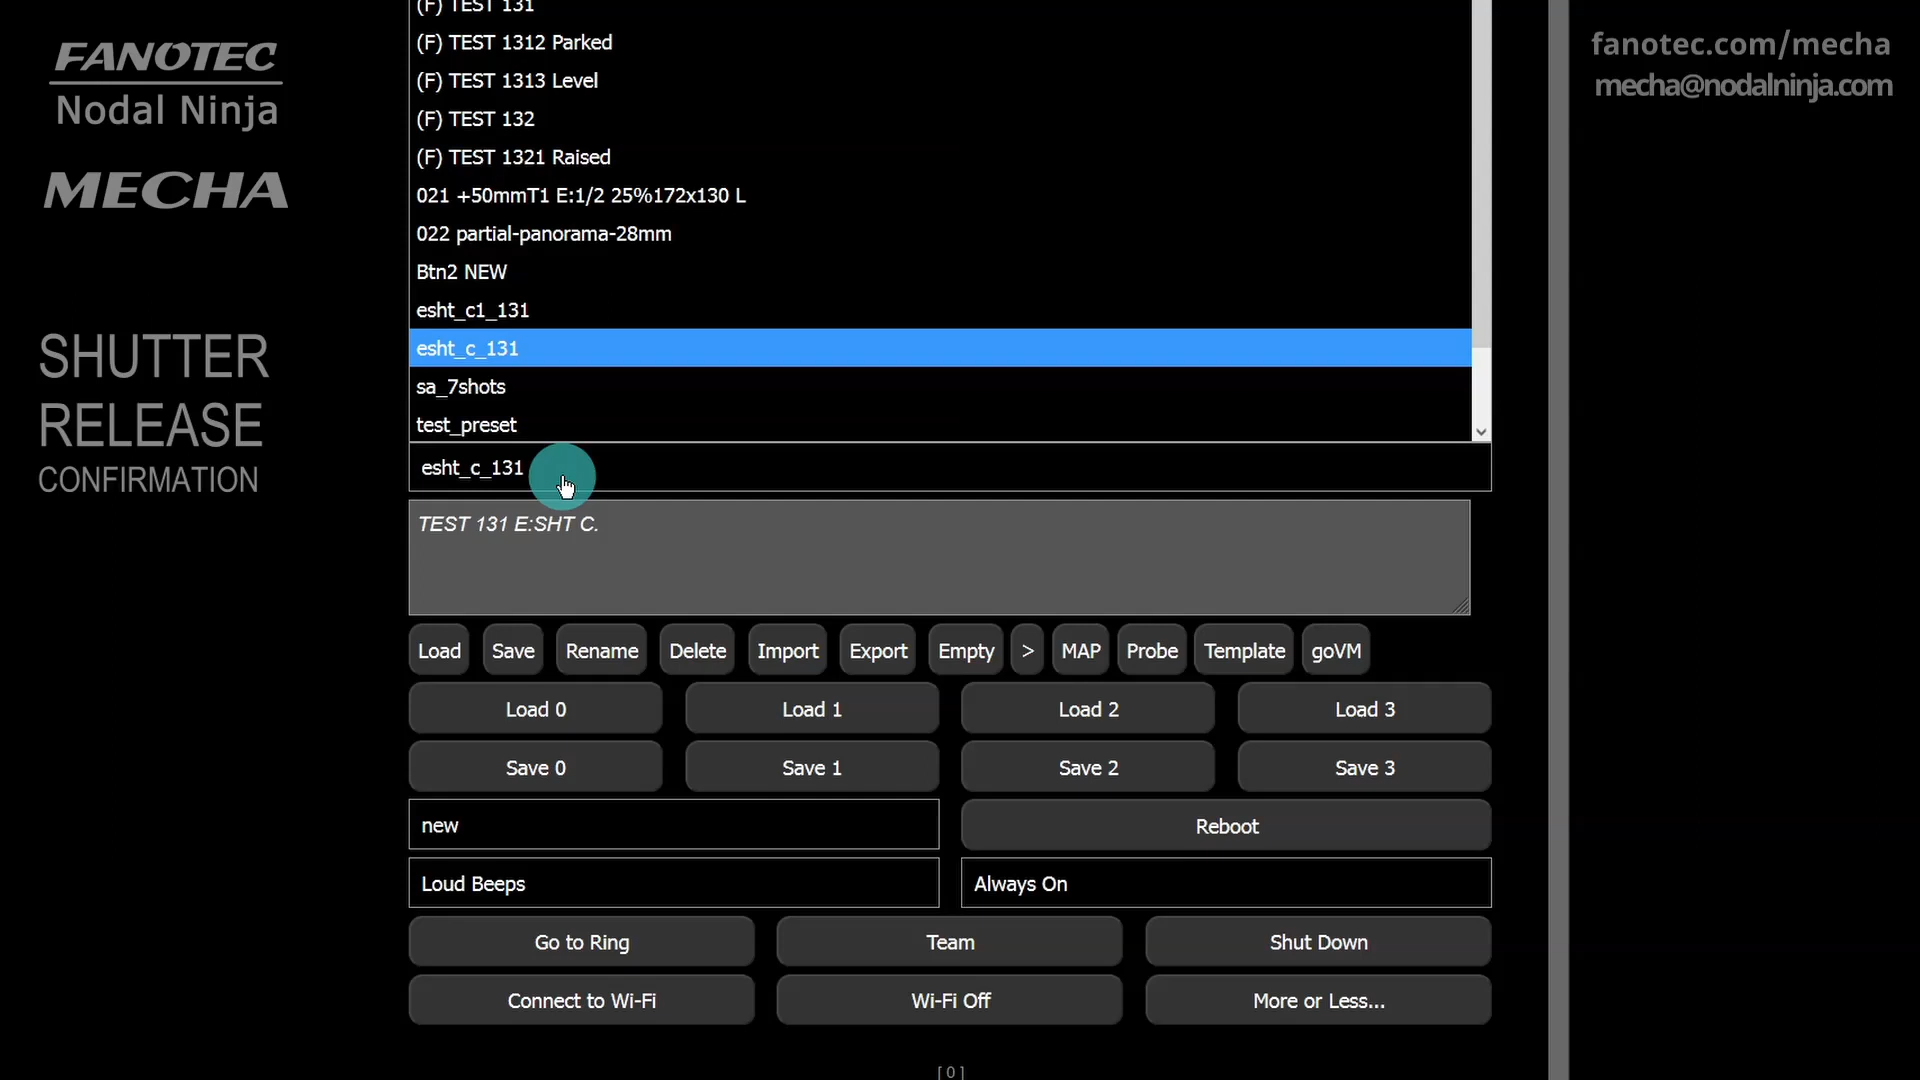 FANOTEC
Nodal Ninja
MECHA
SHUTTER
RELEASE
CONFIRMATION
(F) TEST 131
(F) TEST 1312 Parked
(F) TEST 1313 Level
(F) TEST 132
(F) TEST 1321 Raised
021 +50mmT1 E:1/2 25%172x130 L
022 partial-panorama-28mm
Btn2 NEW
esht_c1_131
esht_c_131
sa_7shots
test_preset
esht_c_131
TEST 131 E:SHT C.
Load Save Rename Delete Import Export Empty > MAP Probe Template goVM
Load 0 Load 1 Load 2 Load 3
Save 0 Save 1 Save 2 Save 3
new Reboot
Loud Beeps Always On
Go to Ring Team Shut Down
Connect to Wi-Fi Wi-Fi Off More or Less...
[ 0 ]
fanotec.com/mecha
mecha@nodalninja.com